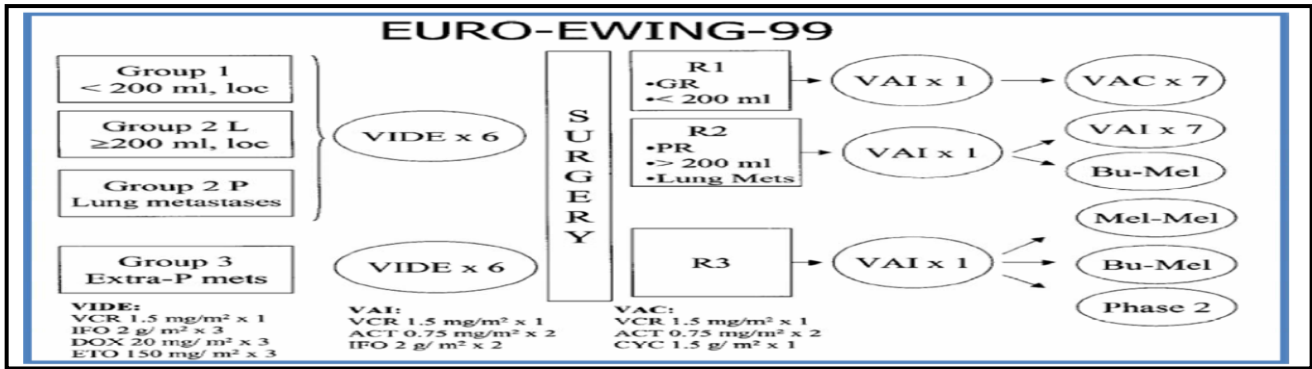 EURO-EWING-99
Group 1
< 200 ml, loc
Group 2 L
≥200 ml, loc
Group 2 P
Lung metastases
Group 3
Extra-P mets
VIDE x 6
VIDE x 6
SURGERY
R1
•GR
•< 200 ml
R2
•PR
•> 200 ml
•Lung Mets
R3
VAI x 1
VAI x 1
VAI x 1
VAC x 7
VAI x 7
Bu-Mel
Mel-Mel
Bu-Mel
Phase 2
VIDE:
VCR 1.5 mg/m² x 1
IFO 2 g/ m² x 3
DOX 20 mg/ m² x 3
ETO 150 mg/ m² x 3
VAI:
VCR 1.5 mg/m² x 1
ACT 0.75 mg/m² x 2
IFO 2 g/ m² x 2
VAC:
VCR 1.5 mg/m² x 1
ACT 0.75 mg/m² x 2
CYC 1.5 g/ m² x 1